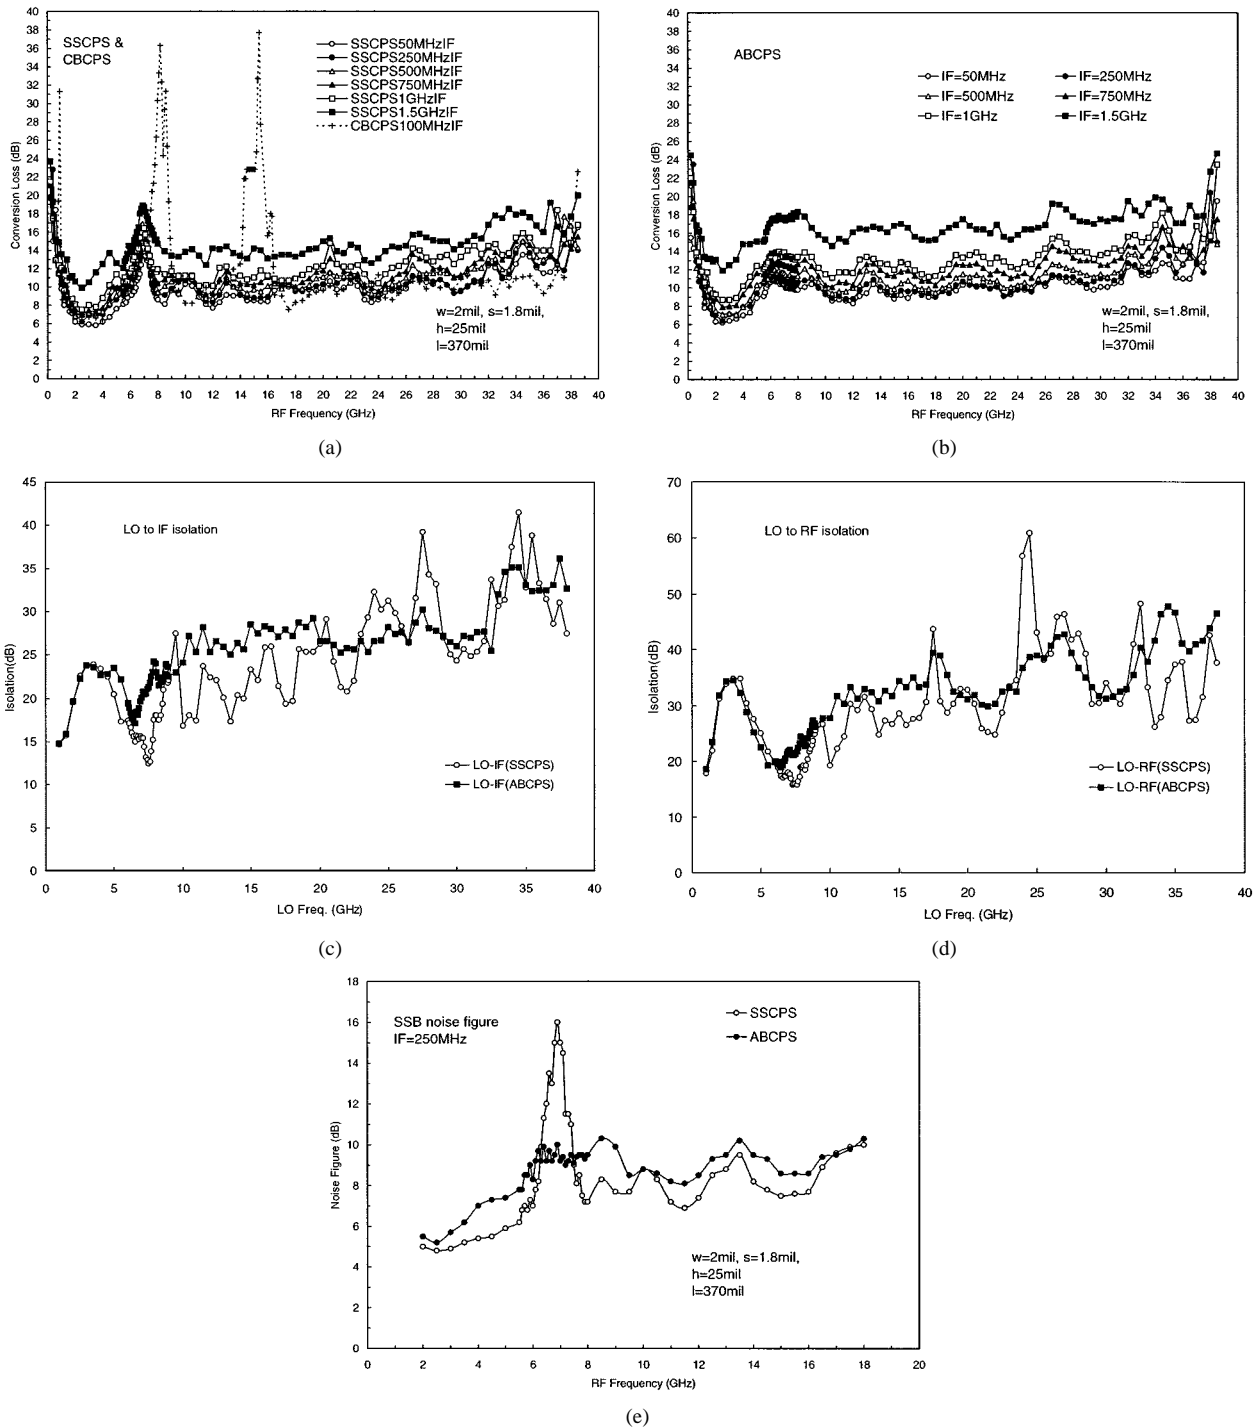 SSCPS &
CBCPS
SSCPS50MHzIF
SSCPS250MHzIF
SSCPS500MHzIF
SSCPS750MHzIF
SSCPS1GHzIF
SSCPS1.5GHzIF
CBCPS100MHzIF
w=2mil, s=1.8mil,
h=25mil
l=370mil
Conversion Loss (dB)
40
38
36
34
32
30
28
26
24
22
20
18
16
14
12
10
8
6
4
2
0
0 2 4 6 8 10 12 14 16 18 20 22 24 26 28 30 32 34 36 38 40
RF Frequency (GHz)
(a)
ABCPS
IF=50MHz IF=250MHz
IF=500MHz IF=750MHz
IF=1GHz IF=1.5GHz
w=2mil, s=1.8mil,
h=25mil
l=370mil
Conversion Loss (dB)
40
38
36
34
32
30
28
26
24
22
20
18
16
14
12
10
8
6
4
2
0
0 2 4 6 8 10 12 14 16 18 20 22 24 26 28 30 32 34 36 38 40
RF Frequency (GHz)
(b)
LO to IF isolation
LO-IF(SSCPS)
LO-IF(ABCPS)
Isolation(dB)
45
40
35
30
25
20
15
10
5
0
0 5 10 15 20 25 30 35 40
LO Freq. (GHz)
(c)
LO to RF isolation
LO-RF(SSCPS)
LO-RF(ABCPS)
Isolation(dB)
70
60
50
40
30
20
10
0
0 5 10 15 20 25 30 35 40
LO Freq. (GHz)
(d)
SSB noise figure
IF=250MHz
SSCPS
ABCPS
w=2mil, s=1.8mil,
h=25mil
l=370mil
Noise Figure (dB)
18
16
14
12
10
8
6
4
2
0
0 2 4 6 8 10 12 14 16 18 20
RF Frequency (GHz)
(e)